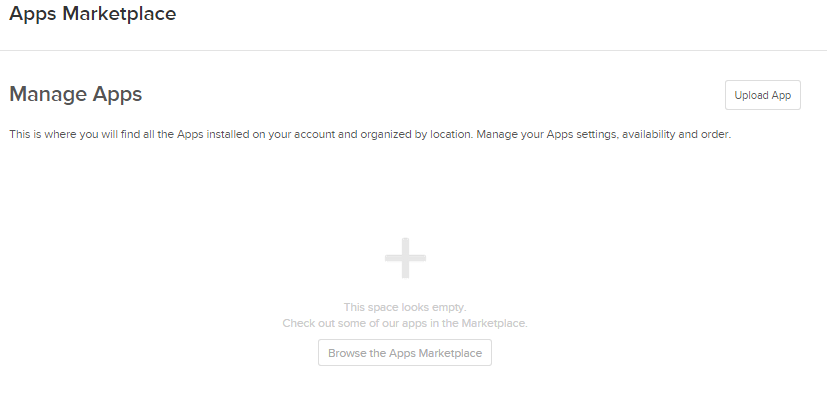 Apps Marketplace
Manage Apps
Upload App
This is where you will find all the Apps installed on your account and organized by location. Manage your Apps settings, availability and order.
This space looks empty.
Check out some of our apps in the Marketplace.
Browse the Apps Marketplace